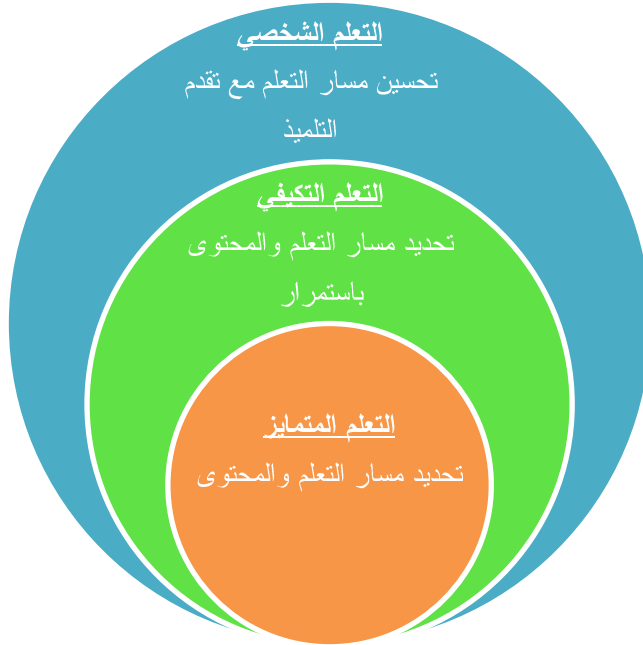 التعلم الشخصي
تحسين مسار التعلم مع تقدم
التلميذ
التعلم التكيفي
تحديد مسار التعلم والمحتوى
باستمرار
التعلم المتمايز
تحديد مسار التعلم والمحتوى